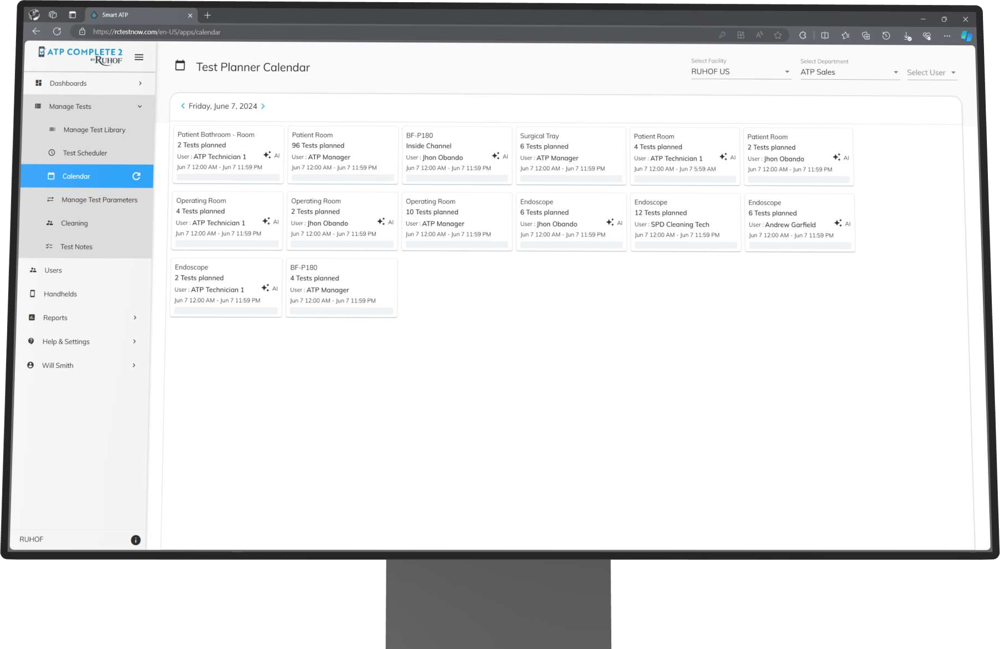 Smart ATP
https://rctestnow.com/en-US/apps/calendar
ATP COMPLETE 2
BY RUHOF
Test Planner Calendar
Select Facility
RUHOF US
Select Department
ATP Sales
Select User
Dashboards
Manage Tests
Manage Test Library
Test Scheduler
Calendar
Manage Test Parameters
Cleaning
Test Notes
Users
Handhelds
Reports
Help & Settings
Will Smith
RUHOF
Friday, June 7, 2024
Patient Bathroom - Room
2 Tests planned
User : ATP Technician 1
AI
Jun 7 12:00 AM - Jun 7 11:59 PM
Patient Room
96 Tests planned
User : ATP Manager
Jun 7 12:00 AM - Jun 7 11:59 PM
BF-P180
Inside Channel
User : Jhon Obando
AI
Jun 7 12:00 AM - Jun 7 11:59 PM
Surgical Tray
6 Tests planned
User : ATP Manager
Jun 7 12:00 AM - Jun 7 11:59 PM
Patient Room
4 Tests planned
User : ATP Technician 1
AI
Jun 7 12:00 AM - Jun 7 5:59 AM
Patient Room
2 Tests planned
User : Jhon Obando
AI
Jun 7 12:00 AM - Jun 7 11:59 PM
Operating Room
4 Tests planned
User : ATP Technician 1
AI
Jun 7 12:00 AM - Jun 7 11:59 PM
Operating Room
2 Tests planned
User : Jhon Obando
AI
Jun 7 12:00 AM - Jun 7 11:59 PM
Operating Room
10 Tests planned
User : ATP Manager
Jun 7 12:00 AM - Jun 7 11:59 PM
Endoscope
6 Tests planned
User : Jhon Obando
AI
Jun 7 12:00 AM - Jun 7 11:59 PM
Endoscope
12 Tests planned
User : SPD Cleaning Tech
Jun 7 12:00 AM - Jun 7 11:59 PM
Endoscope
6 Tests planned
User : Andrew Garfield
AI
Jun 7 12:00 AM - Jun 7 11:59 PM
Endoscope
2 Tests planned
User : ATP Technician 1
AI
Jun 7 12:00 AM - Jun 7 11:59 PM
BF-P180
4 Tests planned
User : ATP Manager
Jun 7 12:00 AM - Jun 7 11:59 PM